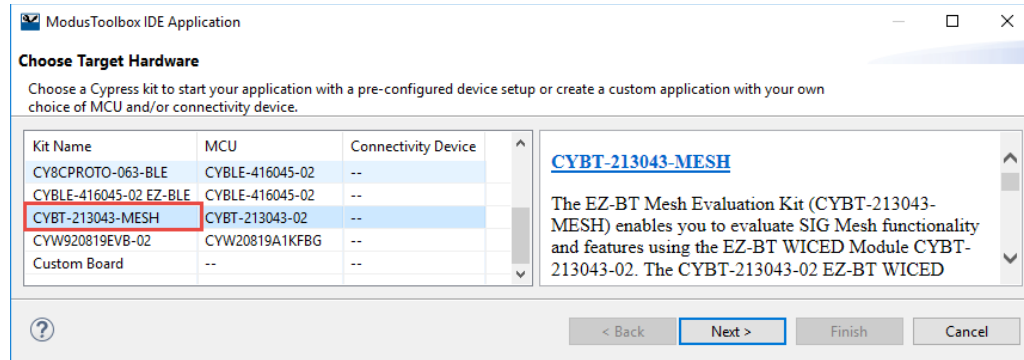 ModusToolbox IDE Application
Choose Target Hardware
Choose a Cypress kit to start your application with a pre-configured device setup or create a custom application with your own
choice of MCU and/or connectivity device.
Kit Name MCU Connectivity Device
CY8CPROTO-063-BLE CYBLE-416045-02 --
CYBLE-416045-02 EZ-BLE CYBLE-416045-02 --
CYBT-213043-MESH CYBT-213043-02 --
CYW920819EVB-02 CYW20819A1KFBG --
Custom Board -- --
CYBT-213043-MESH
The EZ-BT Mesh Evaluation Kit (CYBT-213043-
MESH) enables you to evaluate SIG Mesh functionality
and features using the EZ-BT WICED Module CYBT-
213043-02. The CYBT-213043-02 EZ-BT WICED
?
< Back Next > Finish Cancel